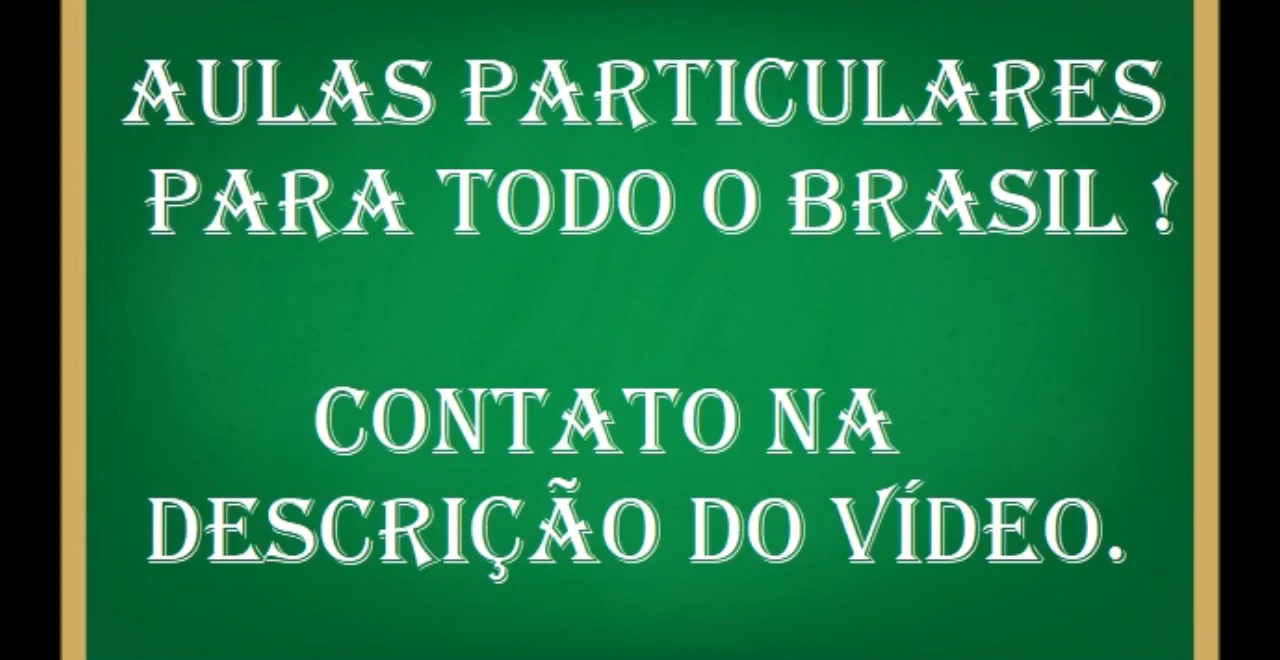 AULAS PARTICULARES
PARA TODO O BRASIL !
CONTATO NA
DESCRIÇÃO DO VÍDEO.